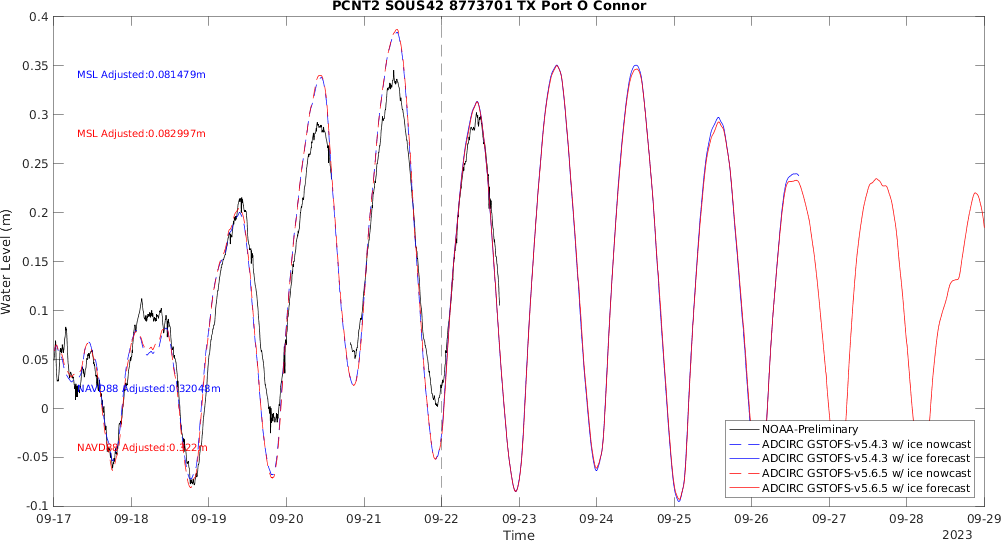 PCNT2 SOUS42 8773701 TX Port O Connor
0.4
0.35
0.3
0.25
0.2
0.15
0.1
0.05
0
-0.05
-0.1
Water Level (m)
MSL Adjusted:0.081479m
MSL Adjusted:0.082997m
NAVD88 Adjusted:0.32048m
NAVD88 Adjusted:0.322m
NOAA-Preliminary
ADCIRC GSTOFS-v5.4.3 w/ ice nowcast
ADCIRC GSTOFS-v5.4.3 w/ ice forecast
ADCIRC GSTOFS-v5.6.5 w/ ice nowcast
ADCIRC GSTOFS-v5.6.5 w/ ice forecast
09-17 09-18 09-19 09-20 09-21 09-22 09-23 09-24 09-25 09-26 09-27 09-28 09-29
Time
2023